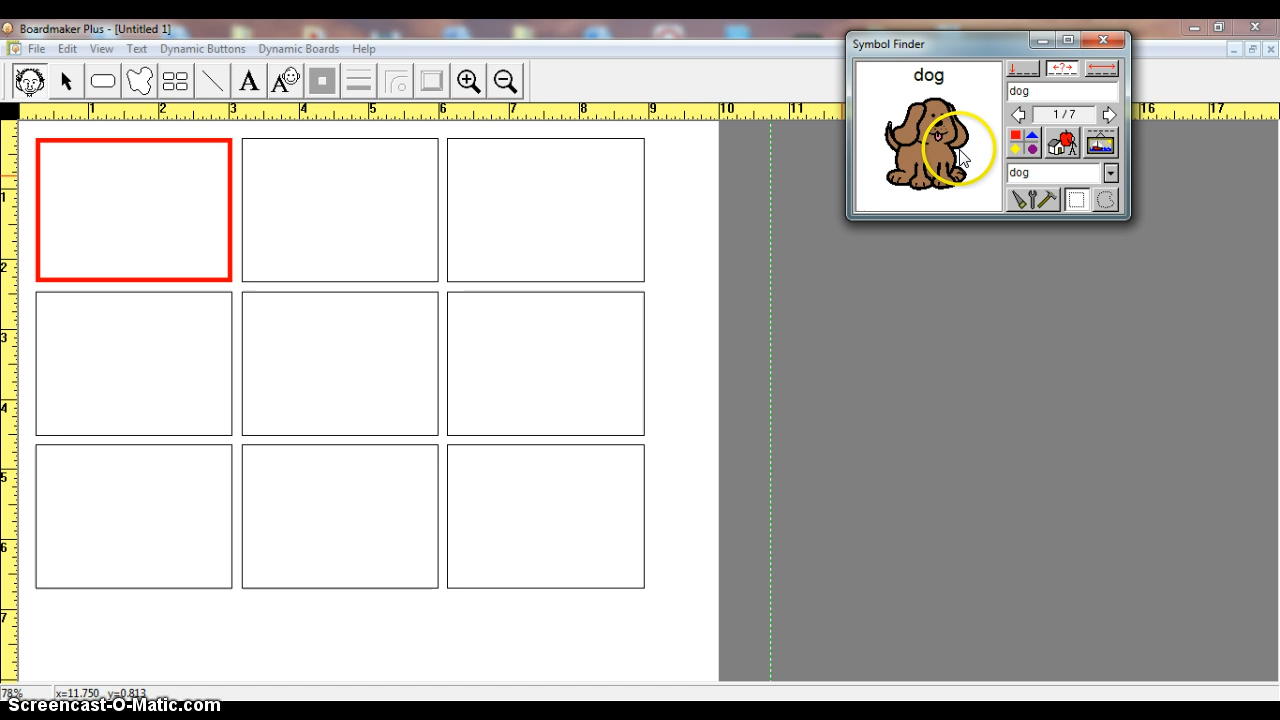 Boardmaker Plus - [Untitled 1]
File Edit View Text Dynamic Buttons Dynamic Boards Help
Symbol Finder
dog
dog
1 / 7
dog
A A
1 2 3 4 5 6 7 8 9 10 11 16 17
1
2
3
4
5
6
7
78% x=11.750 y=0.813
Screencast-O-Matic.com